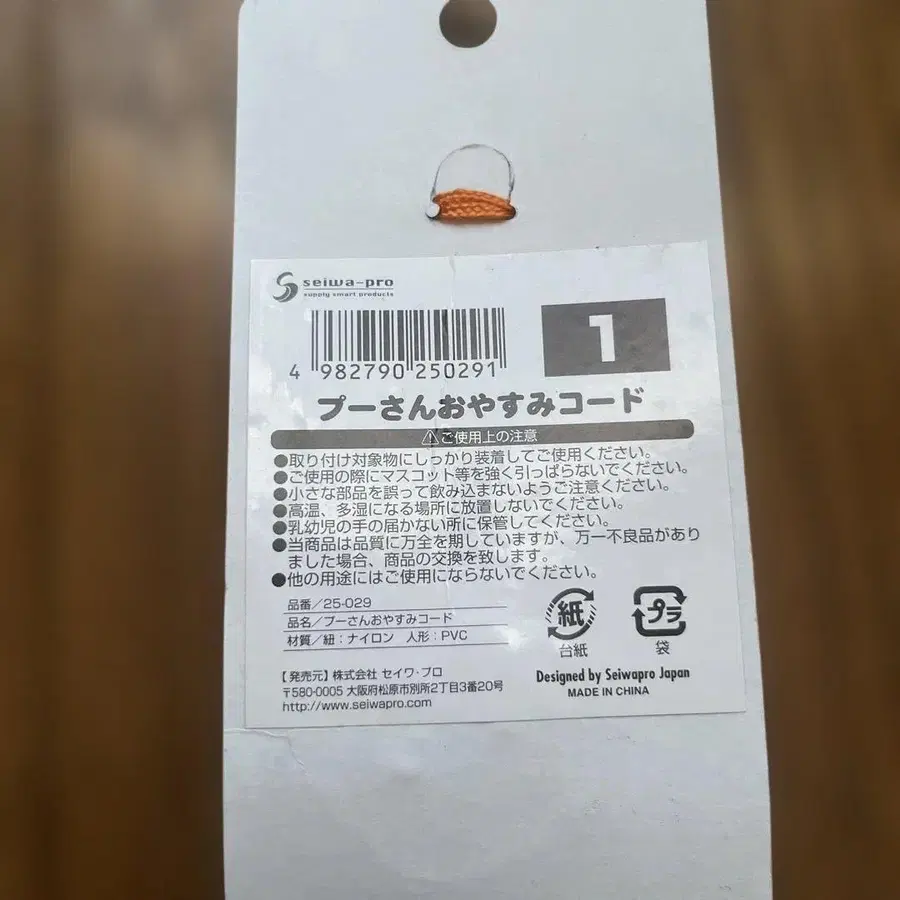 seiwa-pro
supply smart products
1
4 982790 250291
プーさんおやすみコード
⚠ご使用上の注意
●取り付け対象物にしっかり装着してご使用ください。
●ご使用の際にマスコット等を強く引っぱらないでください。
●小さな部品を誤って飲み込まないようご注意ください。
●高温、多湿になる場所に放置しないでください。
●乳幼児の手の届かない所に保管してください。
●当商品は品質に万全を期していますが、万一不良品があり
ました場合、商品の交換を致します。
●他の用途にはご使用にならないでください。
品番/25-029
品名/プーさんおやすみコード
材質/紐:ナイロン 人形:PVC
紙
台紙
プラ
袋
【発売元】株式会社 セイワ・プロ
〒580-0005 大阪府松原市別所2丁目3番20号
http://www.seiwapro.com
Designed by Seiwapro Japan
MADE IN CHINA